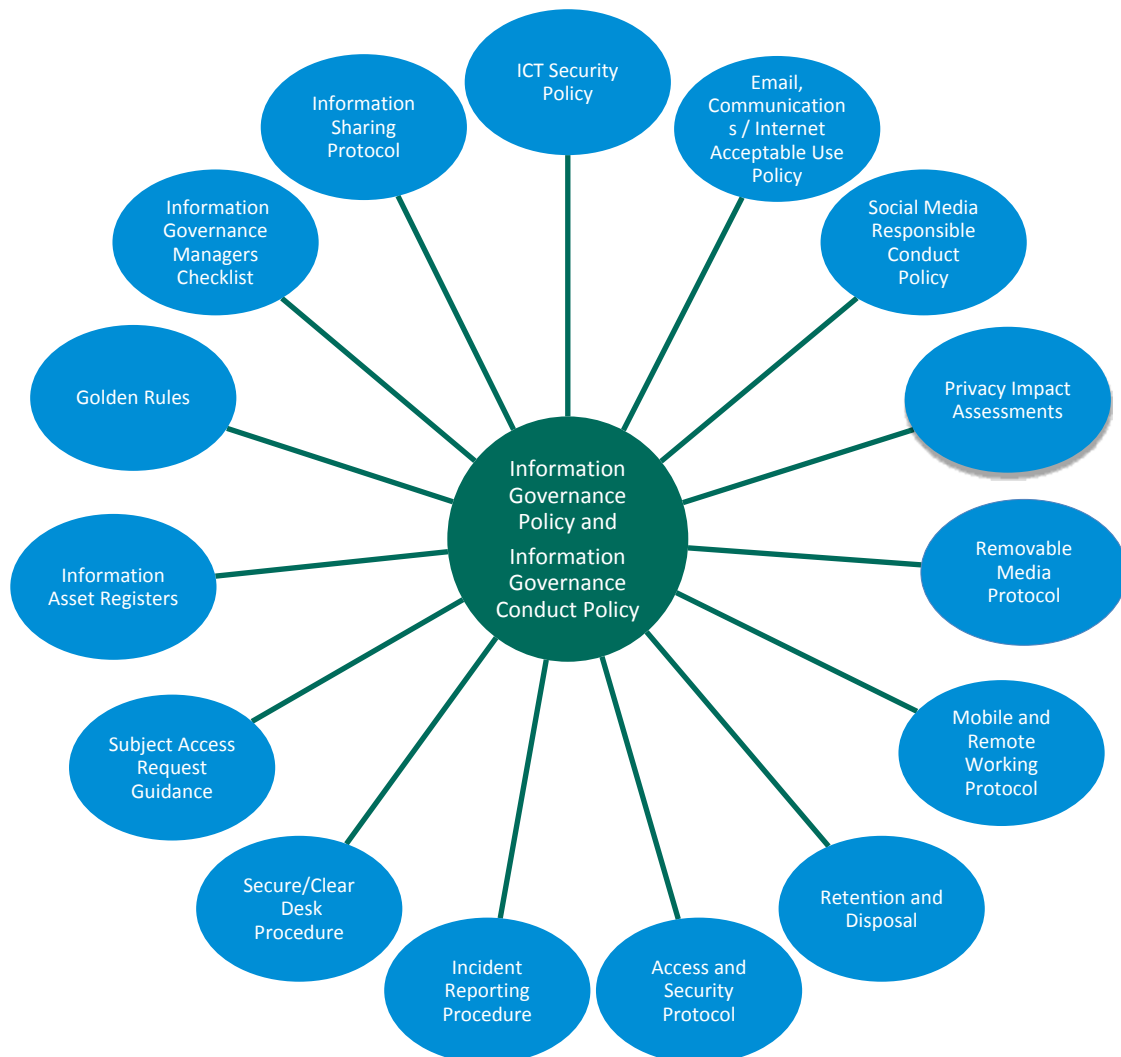 ICT Security
Policy
Email,
Communication
s / Internet
Acceptable Use
Policy
Social Media
Responsible
Conduct
Policy
Privacy Impact
Assessments
Removable
Media
Protocol
Mobile and
Remote
Working
Protocol
Retention and
Disposal
Access and
Security
Protocol
Incident
Reporting
Procedure
Secure/Clear
Desk
Procedure
Subject Access
Request
Guidance
Information
Asset Registers
Golden Rules
Information
Governance
Managers
Checklist
Information
Sharing
Protocol
Information
Governance
Policy and
Information
Governance
Conduct Policy